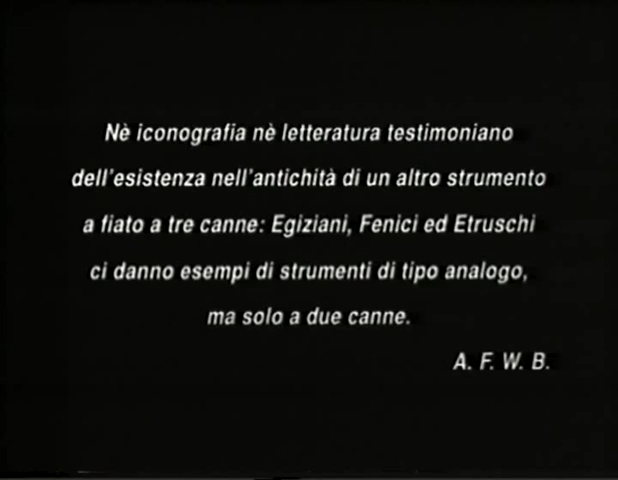 Nè iconografia nè letteratura testimoniano
dell'esistenza nell'antichità di un altro strumento
a fiato a tre canne: Egiziani, Fenici ed Etruschi
ci danno esempi di strumenti di tipo analogo,
ma solo a due canne.
A. F. W. B.